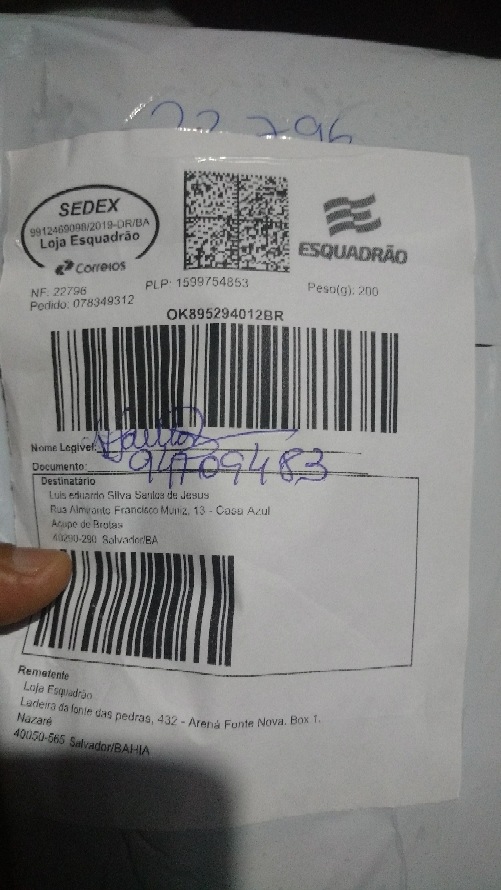 22796
SEDEX
9912469098/2019-DR/BA
Loja Esquadrão
Correios
ESQUADRÃO
NF: 22796
PLP: 1599754853
Peso(g): 200
Pedido: 078349312
OK895294012BR
Nome Legível:
Documento: 94709483
Destinatário
Luis eduardo Silva Santos de Jesus
Rua Almirante Francisco Muniz, 13 - Casa Azul
Acupe de Brotas
40290-290 Salvador/BA
Remetente
Loja Esquadrão
Ladeira da fonte das pedras, 432 - Arena Fonte Nova. Box 1.
Nazaré
40050-565 Salvador/BAHIA